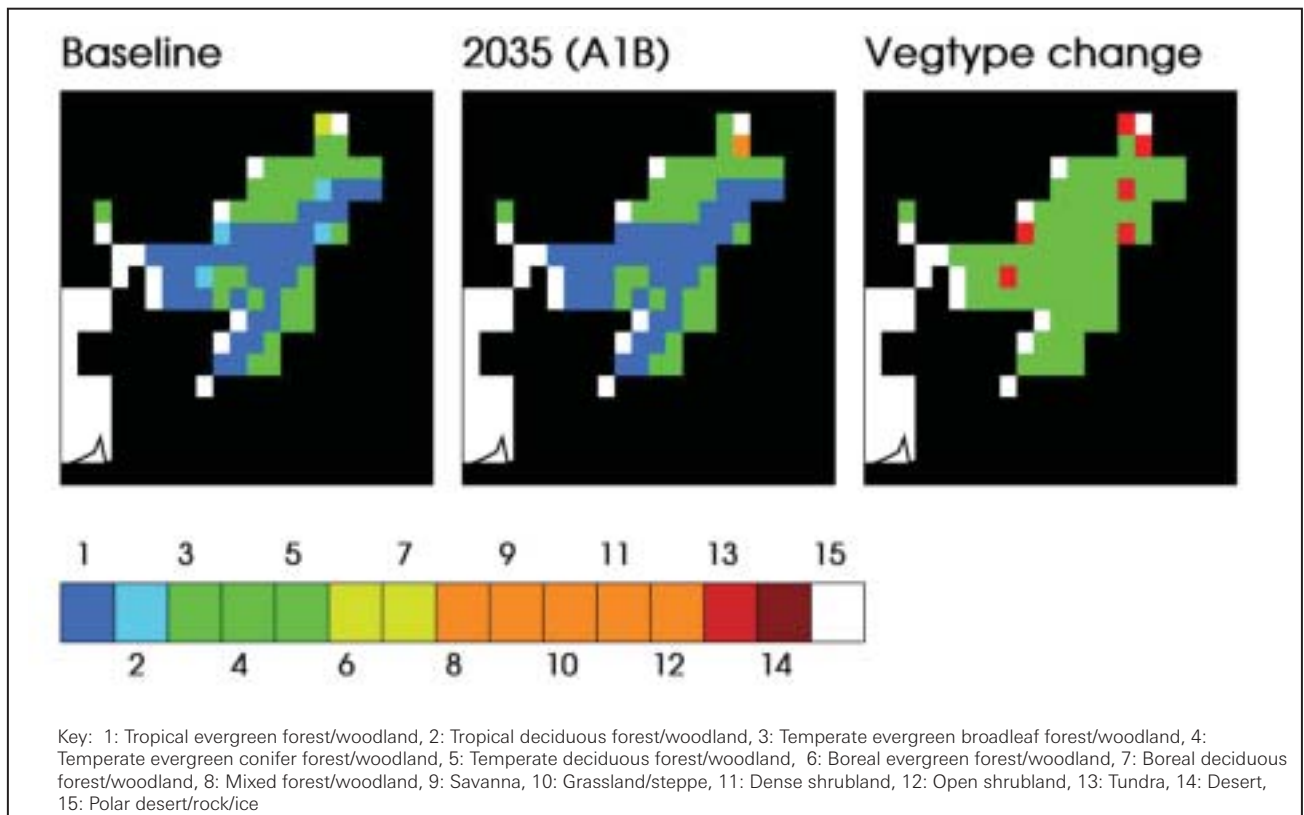 Baseline
2035 (A1B)
Vegtype change
1 3 5 7 9 11 13 15
2 4 6 8 10 12 14
Key: 1: Tropical evergreen forest/woodland, 2: Tropical deciduous forest/woodland, 3: Temperate evergreen broadleaf forest/woodland, 4:
Temperate evergreen conifer forest/woodland, 5: Temperate deciduous forest/woodland, 6: Boreal evergreen forest/woodland, 7: Boreal deciduous
forest/woodland, 8: Mixed forest/woodland, 9: Savanna, 10: Grassland/steppe, 11: Dense shrubland, 12: Open shrubland, 13: Tundra, 14: Desert,
15: Polar desert/rock/ice